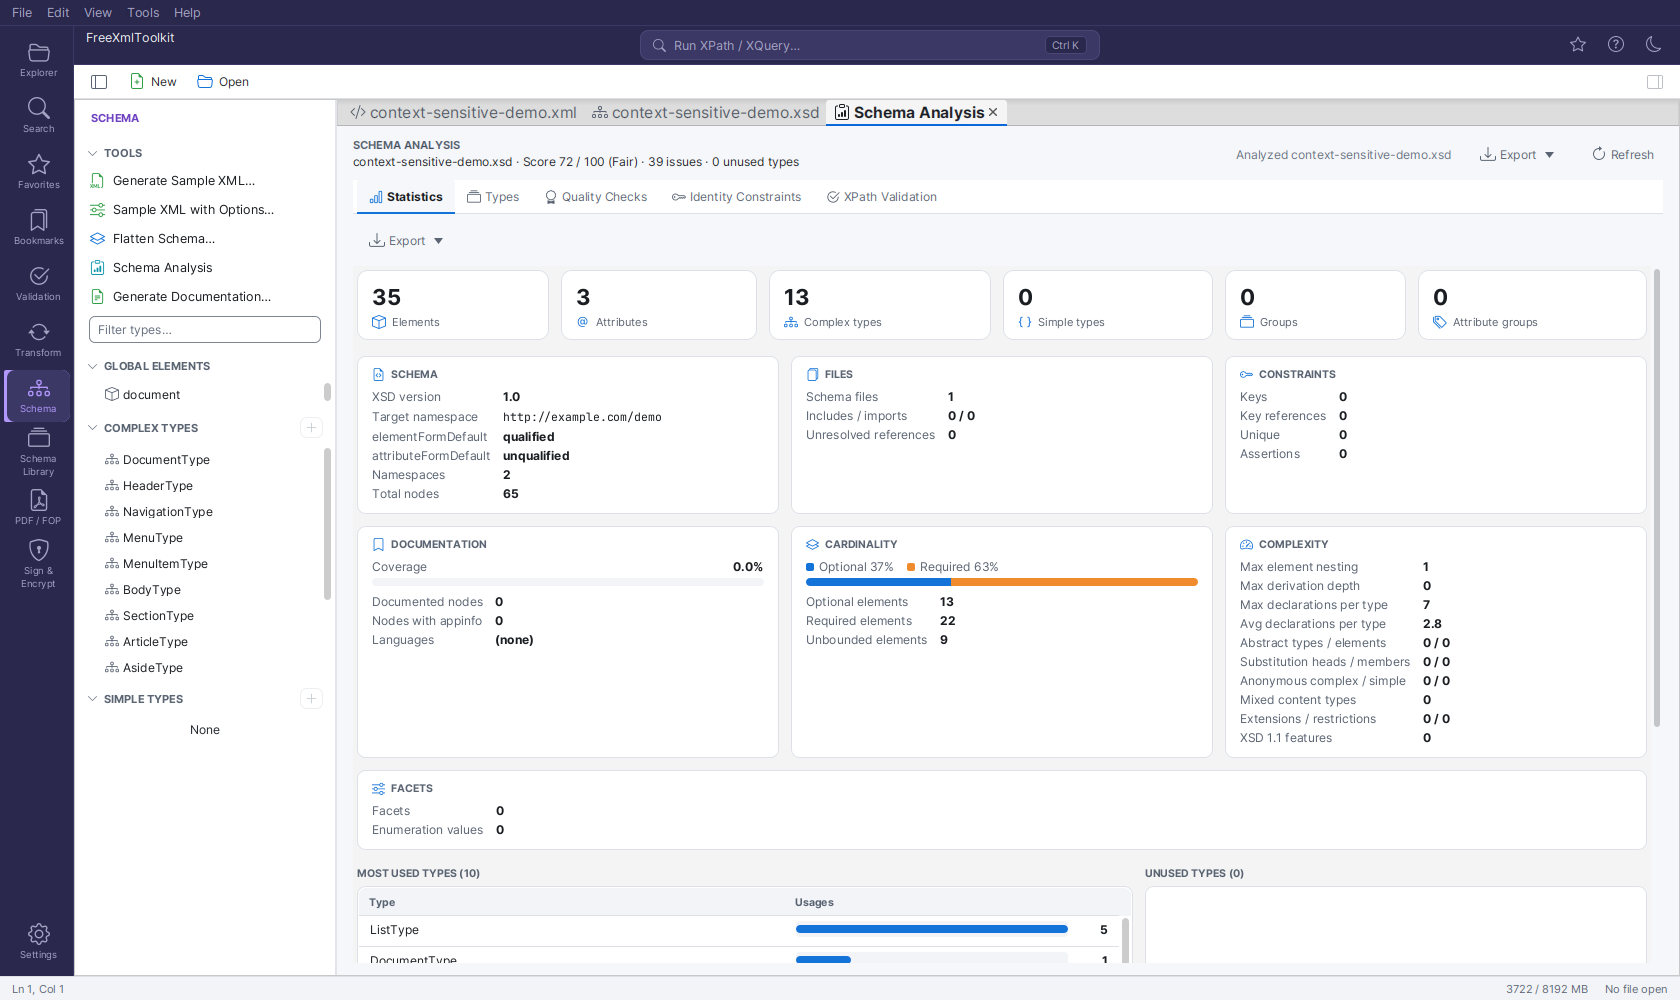 File Edit View Tools Help
FreeXmlToolkit
Run XPath / XQuery... Ctrl K
Explorer
Search
Favorites
Bookmarks
Validation
Transform
Schema
Schema
Library
PDF / FOP
Sign &
Encrypt
Settings
New Open
SCHEMA
TOOLS
Generate Sample XML...
Sample XML with Options...
Flatten Schema...
Schema Analysis
Generate Documentation...
Filter types...
GLOBAL ELEMENTS
document
COMPLEX TYPES
DocumentType
HeaderType
NavigationType
MenuType
MenuItemType
BodyType
SectionType
ArticleType
AsideType
SIMPLE TYPES
None
context-sensitive-demo.xml context-sensitive-demo.xsd Schema Analysis
SCHEMA ANALYSIS
context-sensitive-demo.xsd · Score 72 / 100 (Fair) · 39 issues · 0 unused types
Analyzed context-sensitive-demo.xsd Export Refresh
Statistics Types Quality Checks Identity Constraints XPath Validation
Export
35
Elements
3
Attributes
13
Complex types
0
Simple types
0
Groups
0
Attribute groups
SCHEMA
XSD version 1.0
Target namespace http://example.com/demo
elementFormDefault qualified
attributeFormDefault unqualified
Namespaces 2
Total nodes 65
FILES
Schema files 1
Includes / imports 0 / 0
Unresolved references 0
CONSTRAINTS
Keys 0
Key references 0
Unique 0
Assertions 0
DOCUMENTATION
Coverage 0.0%
Documented nodes 0
Nodes with appinfo 0
Languages (none)
CARDINALITY
Optional 37% Required 63%
Optional elements 13
Required elements 22
Unbounded elements 9
COMPLEXITY
Max element nesting 1
Max derivation depth 0
Max declarations per type 7
Avg declarations per type 2.8
Abstract types / elements 0 / 0
Substitution heads / members 0 / 0
Anonymous complex / simple 0 / 0
Mixed content types 0
Extensions / restrictions 0 / 0
XSD 1.1 features 0
FACETS
Facets 0
Enumeration values 0
MOST USED TYPES (10)
Type Usages
ListType 5
DocumentType 1
UNUSED TYPES (0)
Ln 1, Col 1
3722 / 8192 MB No file open